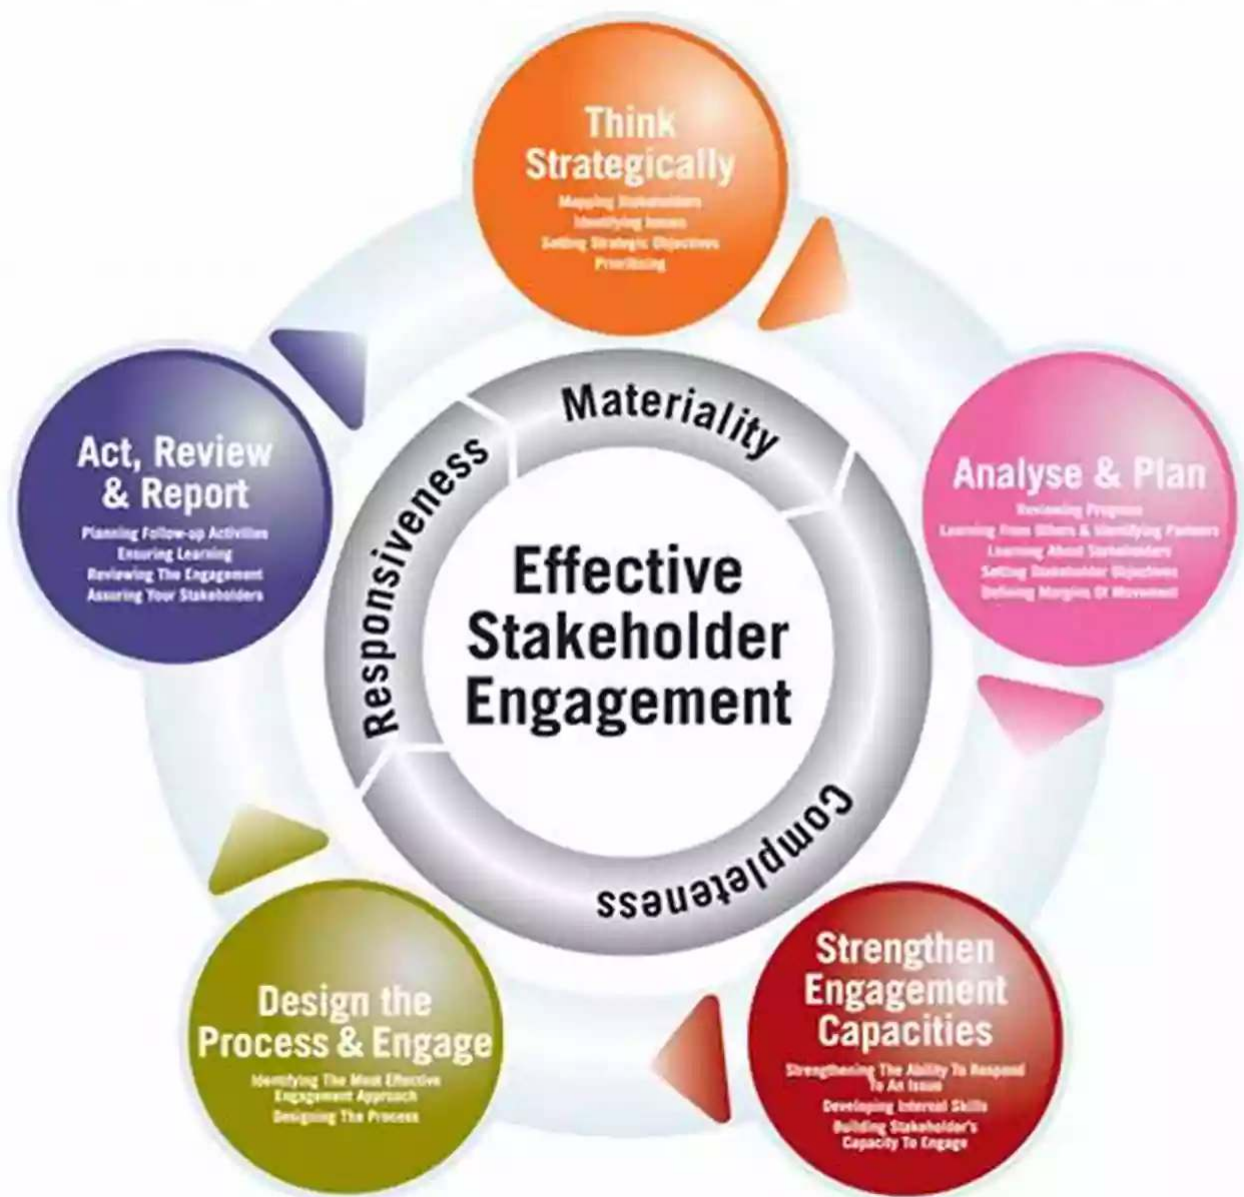 Think
Strategically
Mapping Stakeholders
Identifying Issues
Setting Strategic Objectives
Prioritising
Analyse & Plan
Reviewing Progress
Learning From Others & Identifying Partners
Learning About Stakeholders
Setting Stakeholder Objectives
Defining Margins Of Movement
Strengthen
Engagement
Capacities
Strengthening The Ability To Respond
To An Issue
Developing Internal Skills
Building Stakeholder's
Capacity To Engage
Design the
Process & Engage
Identifying The Most Effective
Engagement Approach
Designing The Process
Act, Review
& Report
Planning Follow-up Activities
Ensuring Learning
Reviewing The Engagement
Assuring Your Stakeholders
Materiality
Completeness
Responsiveness
Effective
Stakeholder
Engagement